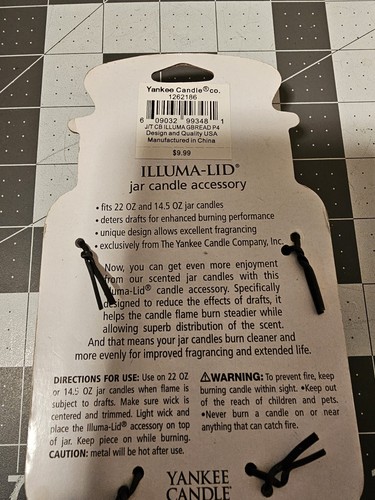 Yankee Candle® co.
1262186
6 09032 99348 1
J/T CB ILLUMA GBREAD P4
Design and Quality USA
Manufactured in China
$9.99
ILLUMA-LID®
jar candle accessory
• fits 22 OZ and 14.5 OZ jar candles
• deters drafts for enhanced burning performance
• unique design allows excellent fragrancing
• exclusively from The Yankee Candle Company, Inc.
Now, you can get even more enjoyment
from our scented jar candles with this
luma-Lid® candle accessory. Specifically
designed to reduce the effects of drafts, it
helps the candle flame burn steadier while
allowing superb distribution of the scent.
And that means your jar candles burn cleaner and
more evenly for improved fragrancing and extended life.
DIRECTIONS FOR USE: Use on 22 OZ
or 14.5 OZ jar candles when flame is
subject to drafts. Make sure wick is
centered and trimmed. Light wick and
place the Illuma-Lid® accessory on top
of jar. Keep piece on while burning.
CAUTION: metal will be hot after use.
⚠WARNING: To prevent fire, keep
burning candle within sight. •Keep out
of the reach of children and pets.
•Never burn a candle on or near
anything that can catch fire.
YANKEE
CANDLE
7